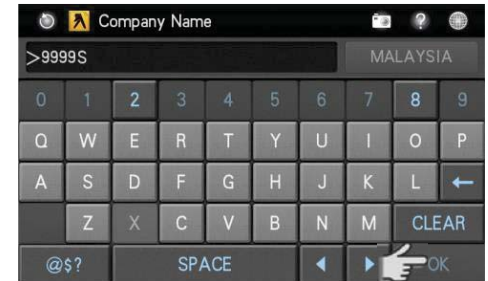 Company Name ?
>9999S MALAYSIA
0 1 2 3 4 5 6 7 8 9
Q W E R T Y U I O P
A S D F G H J K L ←
Z X C V B N M CLEAR
@$? SPACE ◀ ▶ OK